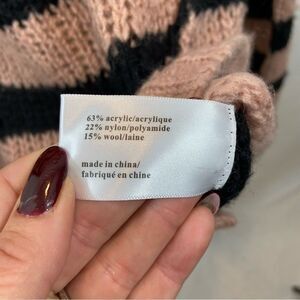 63% acrylic/acrylique
22% nylon/polyamide
15% wool/laine
made in china/
fabriqué en chine